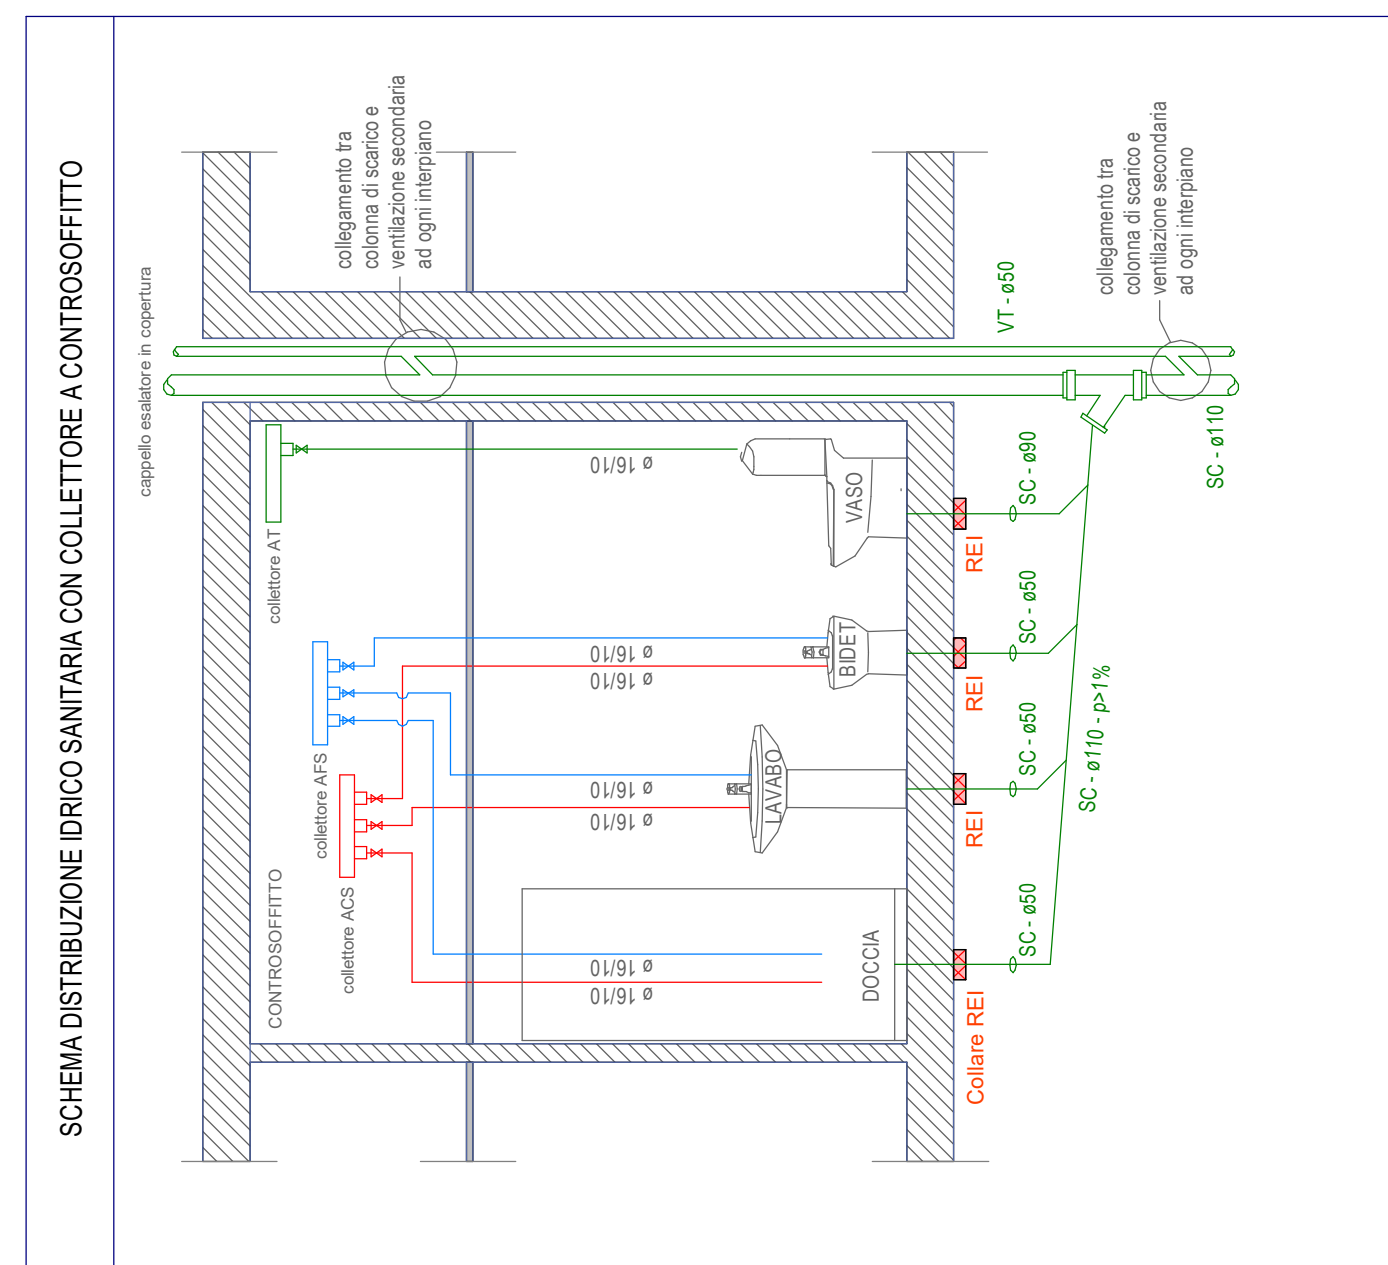 SCHEMA DISTRIBUZIONE IDRICO SANITARIA CON COLLETTORE A CONTROSOFFITTO
cappello esalatore in copertura
collegamento tra
colonna di scarico e
ventilazione secondaria
ad ogni interpiano
collegamento tra
colonna di scarico e
ventilazione secondaria
ad ogni interpiano
CONTROSOFFITTO
collettore ACS
collettore AFS
collettore AT
ø 16/10
ø 16/10
ø 16/10
ø 16/10
ø 16/10
ø 16/10
ø 16/10
DOCCIA
LAVABO
BIDET
VASO
Collare REI
REI
REI
REI
SC - ø50
SC - ø50
SC - ø50
SC - ø90
SC - ø110 - p>1%
VT - ø50
SC - ø110